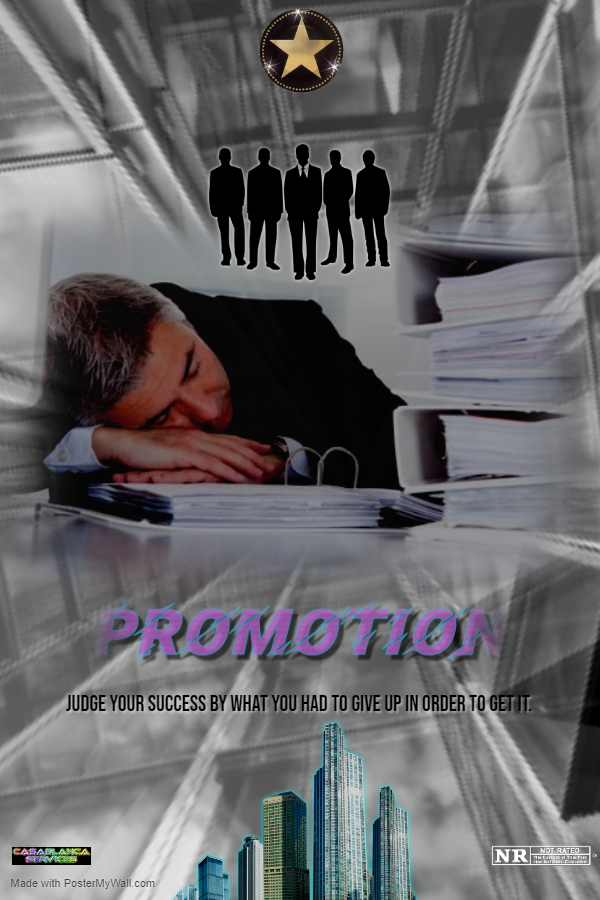 PROMOTION
JUDGE YOUR SUCCESS BY WHAT YOU HAD TO GIVE UP IN ORDER TO GET IT.
CASABLANCA
SERVICES
NR NOT RATED
Made with PosterMyWall.com